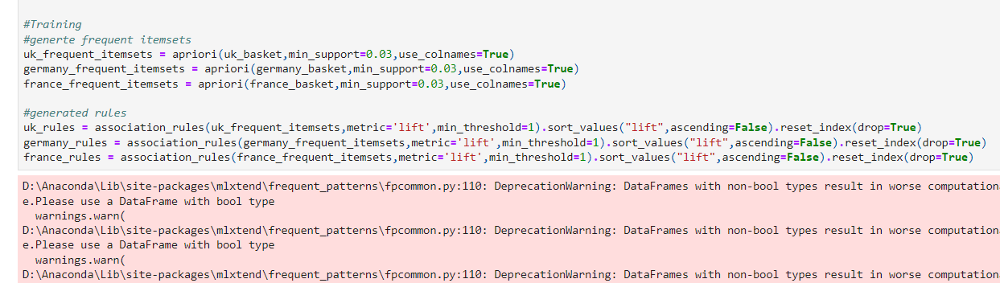 #Training
#generte frequent itemsets
uk_frequent_itemsets = apriori(uk_basket,min_support=0.03,use_colnames=True)
germany_frequent_itemsets = apriori(germany_basket,min_support=0.03,use_colnames=True)
france_frequent_itemsets = apriori(france_basket,min_support=0.03,use_colnames=True)
#generated rules
uk_rules = association_rules(uk_frequent_itemsets,metric='lift',min_threshold=1).sort_values("lift",ascending=False).reset_index(drop=True)
germany_rules = association_rules(germany_frequent_itemsets,metric='lift',min_threshold=1).sort_values("lift",ascending=False).reset_index(drop=True)
france_rules = association_rules(france_frequent_itemsets,metric='lift',min_threshold=1).sort_values("lift",ascending=False).reset_index(drop=True)
D:\Anaconda\Lib\site-packages\mlxtend\frequent_patterns\fpcommon.py:110: DeprecationWarning: DataFrames with non-bool types result in worse computation
e.Please use a DataFrame with bool type
warnings.warn(
D:\Anaconda\Lib\site-packages\mlxtend\frequent_patterns\fpcommon.py:110: DeprecationWarning: DataFrames with non-bool types result in worse computation
e.Please use a DataFrame with bool type
warnings.warn(
D:\Anaconda\Lib\site-packages\mlxtend\frequent_patterns\fpcommon.py:110: DeprecationWarning: DataFrames with non-bool types result in worse computation